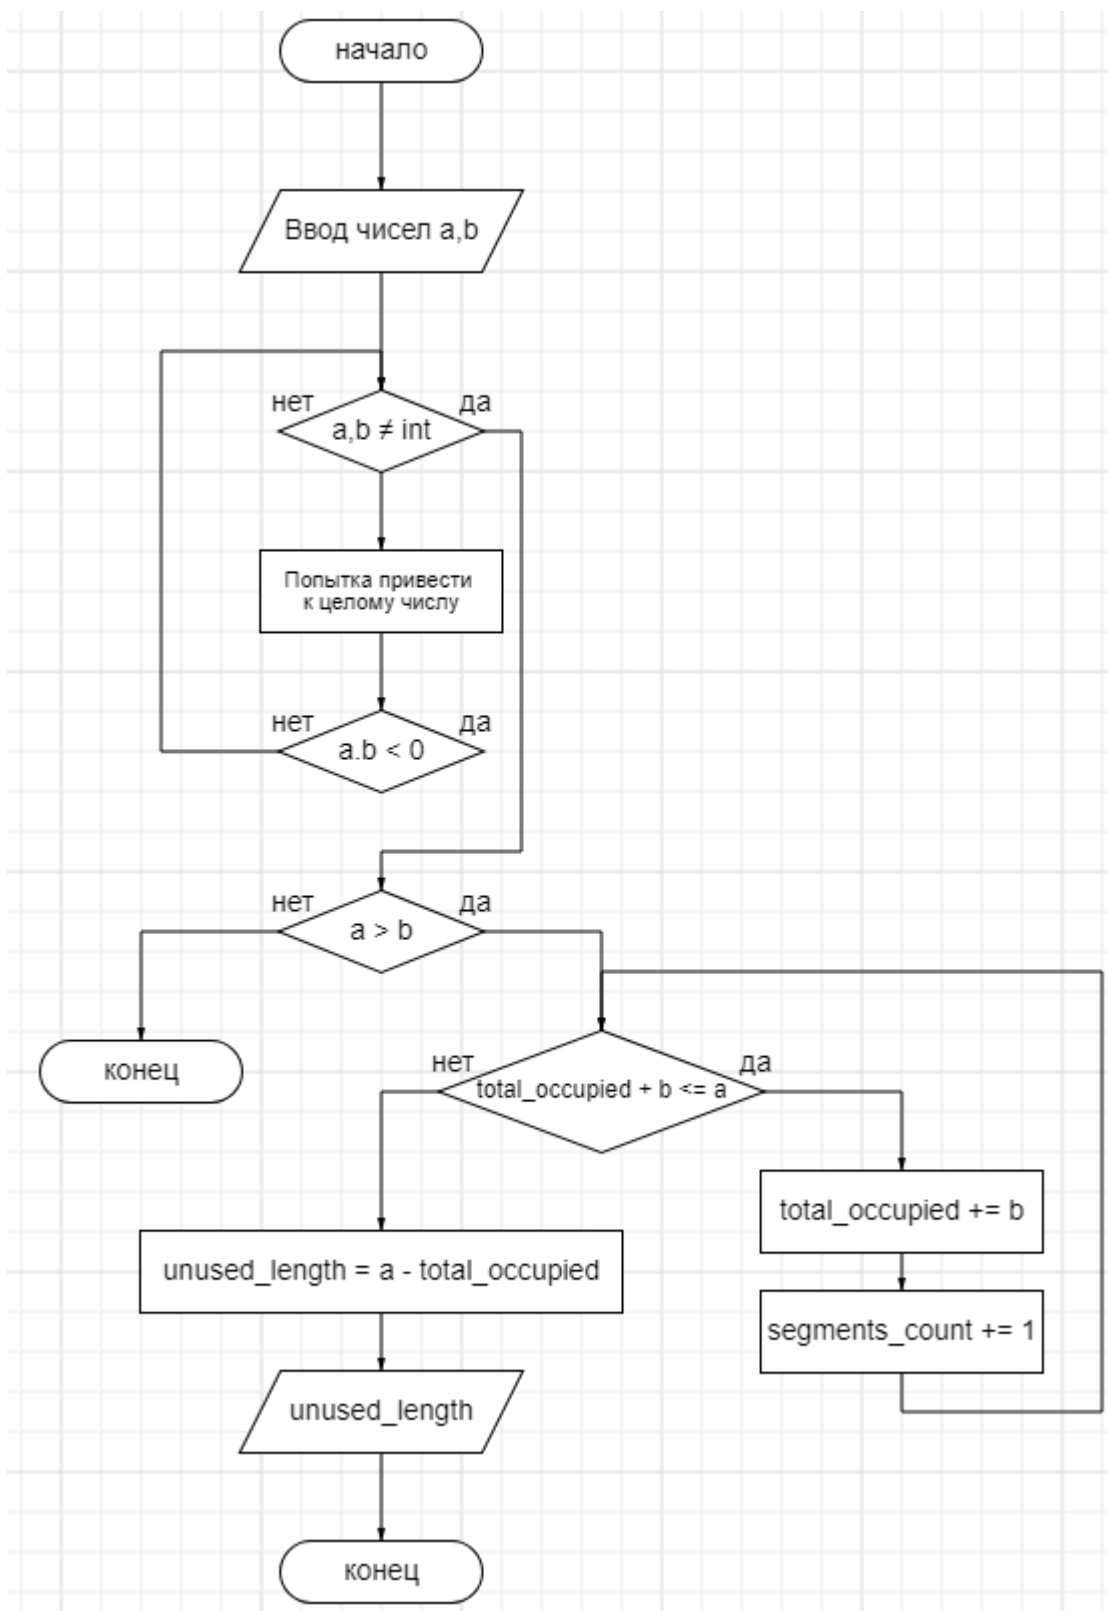 начало
Ввод чисел a,b
нет
да
a,b ≠ int
Попытка привести
к целому числу
нет
да
a.b < 0
нет
да
a > b
конец
нет
да
total_occupied + b <= a
total_occupied += b
unused_length = a - total_occupied
segments_count += 1
unused_length
конец